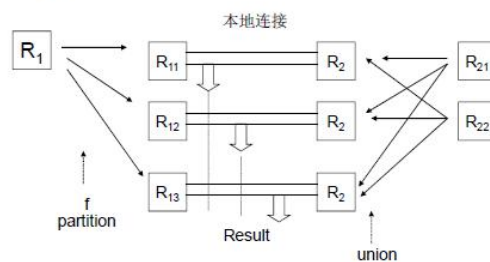 本地连接
R1
R11
R2
R21
R12
R2
R22
R13
R2
f
partition
Result
union